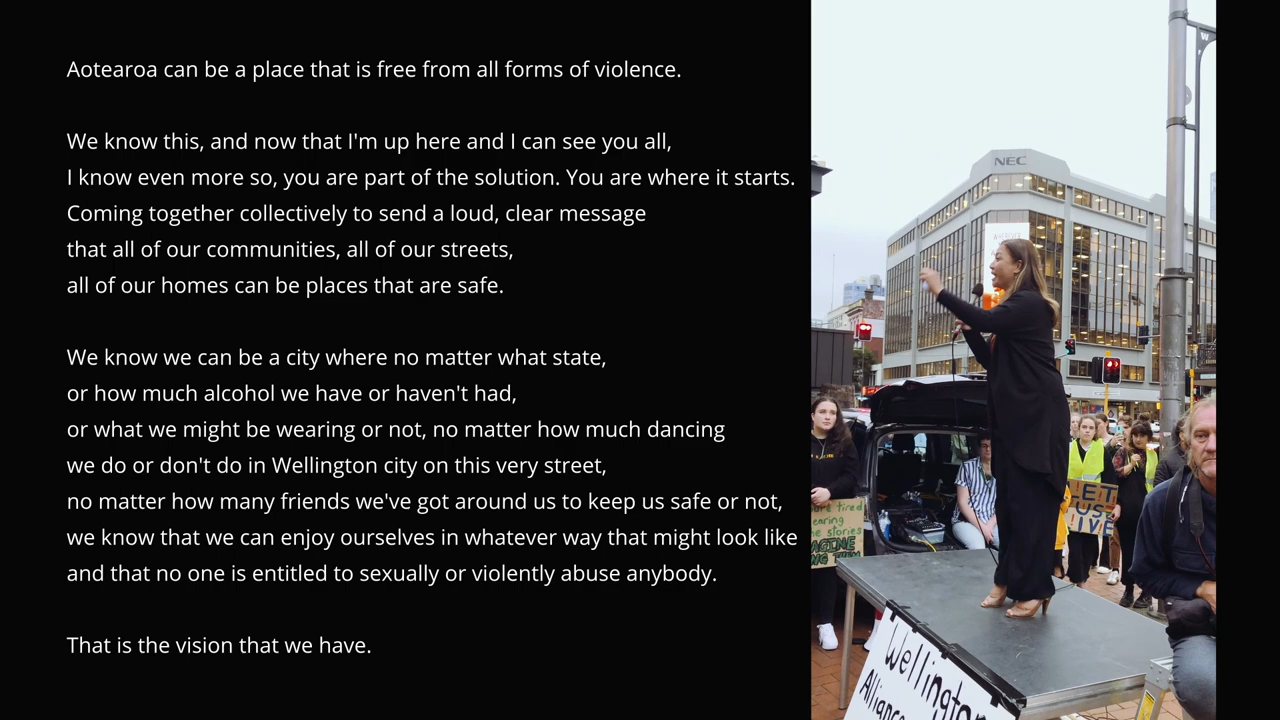 Aotearoa can be a place that is free from all forms of violence.
We know this, and now that I'm up here and I can see you all,
I know even more so, you are part of the solution. You are where it starts.
Coming together collectively to send a loud, clear message
that all of our communities, all of our streets,
all of our homes can be places that are safe.
We know we can be a city where no matter what state,
or how much alcohol we have or haven't had,
or what we might be wearing or not, no matter how much dancing
we do or don't do in Wellington city on this very street,
no matter how many friends we've got around us to keep us safe or not,
we know that we can enjoy ourselves in whatever way that might look like
and that no one is entitled to sexually or violently abuse anybody.
That is the vision that we have.
NEC
tired
earing
stories
LET
US
LIVE
Wellington
Alliance